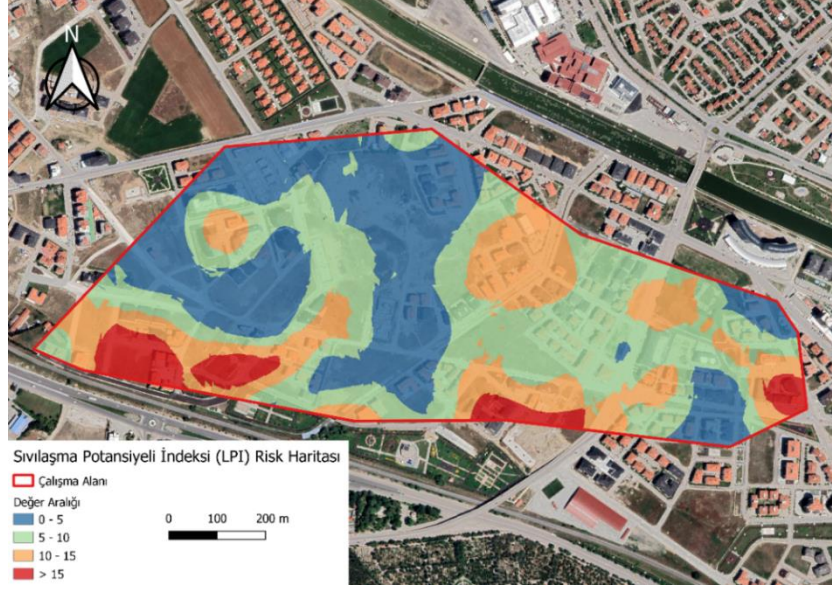 N
Sıvılaşma Potansiyeli İndeksi (LPI) Risk Haritası
Çalışma Alanı
Değer Aralığı
0 - 5
5 - 10
10 - 15
> 15
0 100 200 m